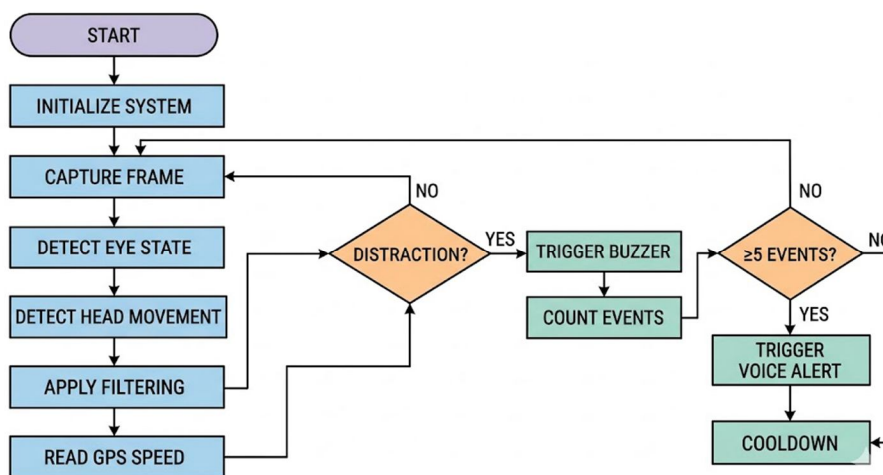 START
INITIALIZE SYSTEM
CAPTURE FRAME
DETECT EYE STATE
DETECT HEAD MOVEMENT
APPLY FILTERING
READ GPS SPEED
NO
DISTRACTION?
YES
TRIGGER BUZZER
COUNT EVENTS
NO
≥5 EVENTS?
NO
YES
TRIGGER
VOICE ALERT
COOLDOWN